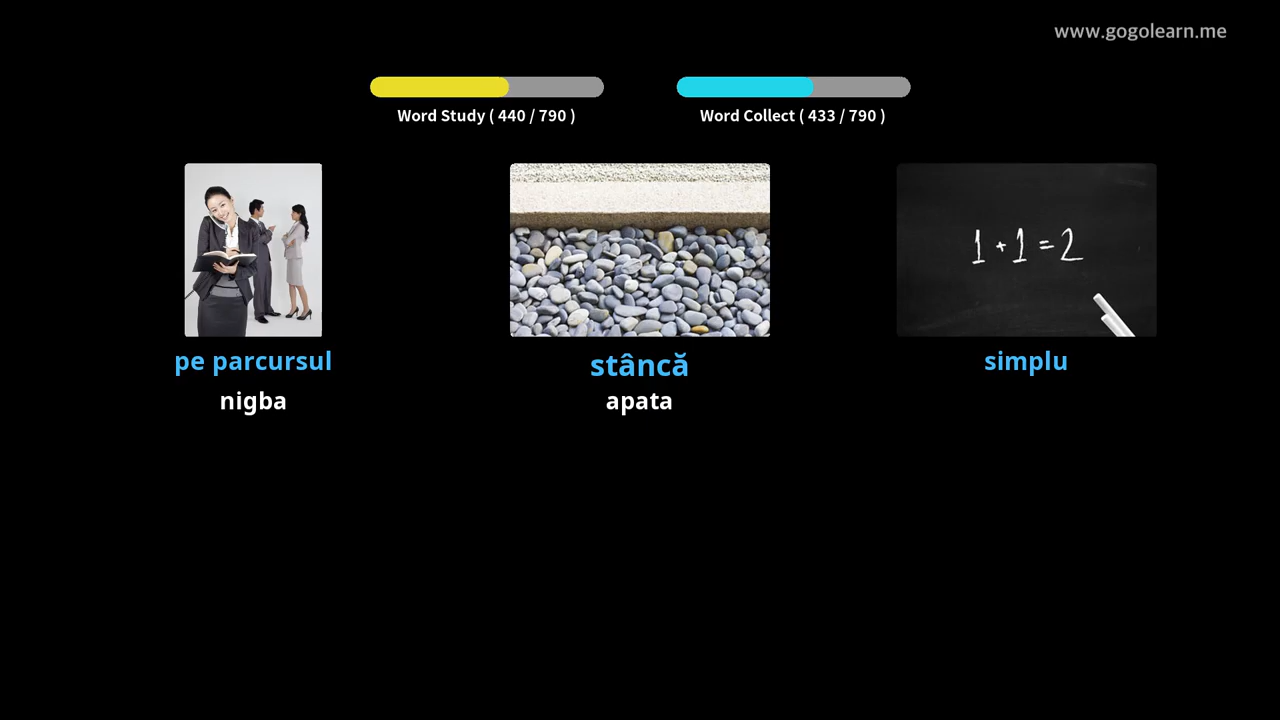 www.gogolearn.me
Word Study ( 440 / 790 )
Word Collect ( 433 / 790 )
1 + 1 = 2
pe parcursul
stâncă
simplu
nigba
apata